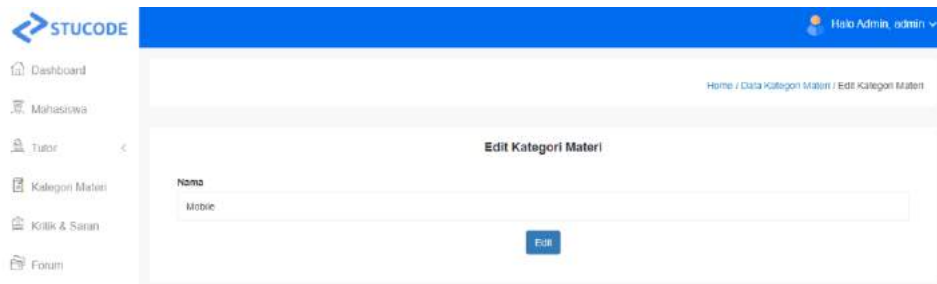 STUCODE
Halo Admin, admin
Dashboard
Home / Data Kategori Materi / Edit Kategori Materi
Mahasiswa
Tutor
Edit Kategori Materi
Kategori Materi
Nama
Mobile
Kritik & Saran
Edit
Forum